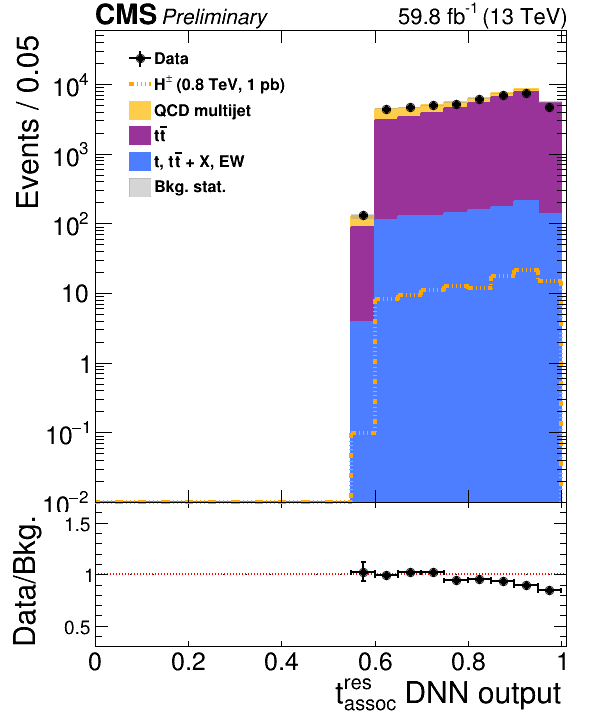 CMS Preliminary 59.8 fb⁻¹ (13 TeV)
Events / 0.05
10⁴
10³
10²
10
1
10⁻¹
10⁻²
Data
H± (0.8 TeV, 1 pb)
QCD multijet
tt̄
t, tt̄ + X, EW
Bkg. stat.
Data/Bkg.
1.5
1
0.5
0 0.2 0.4 0.6 0.8 1
t^res_assoc DNN output